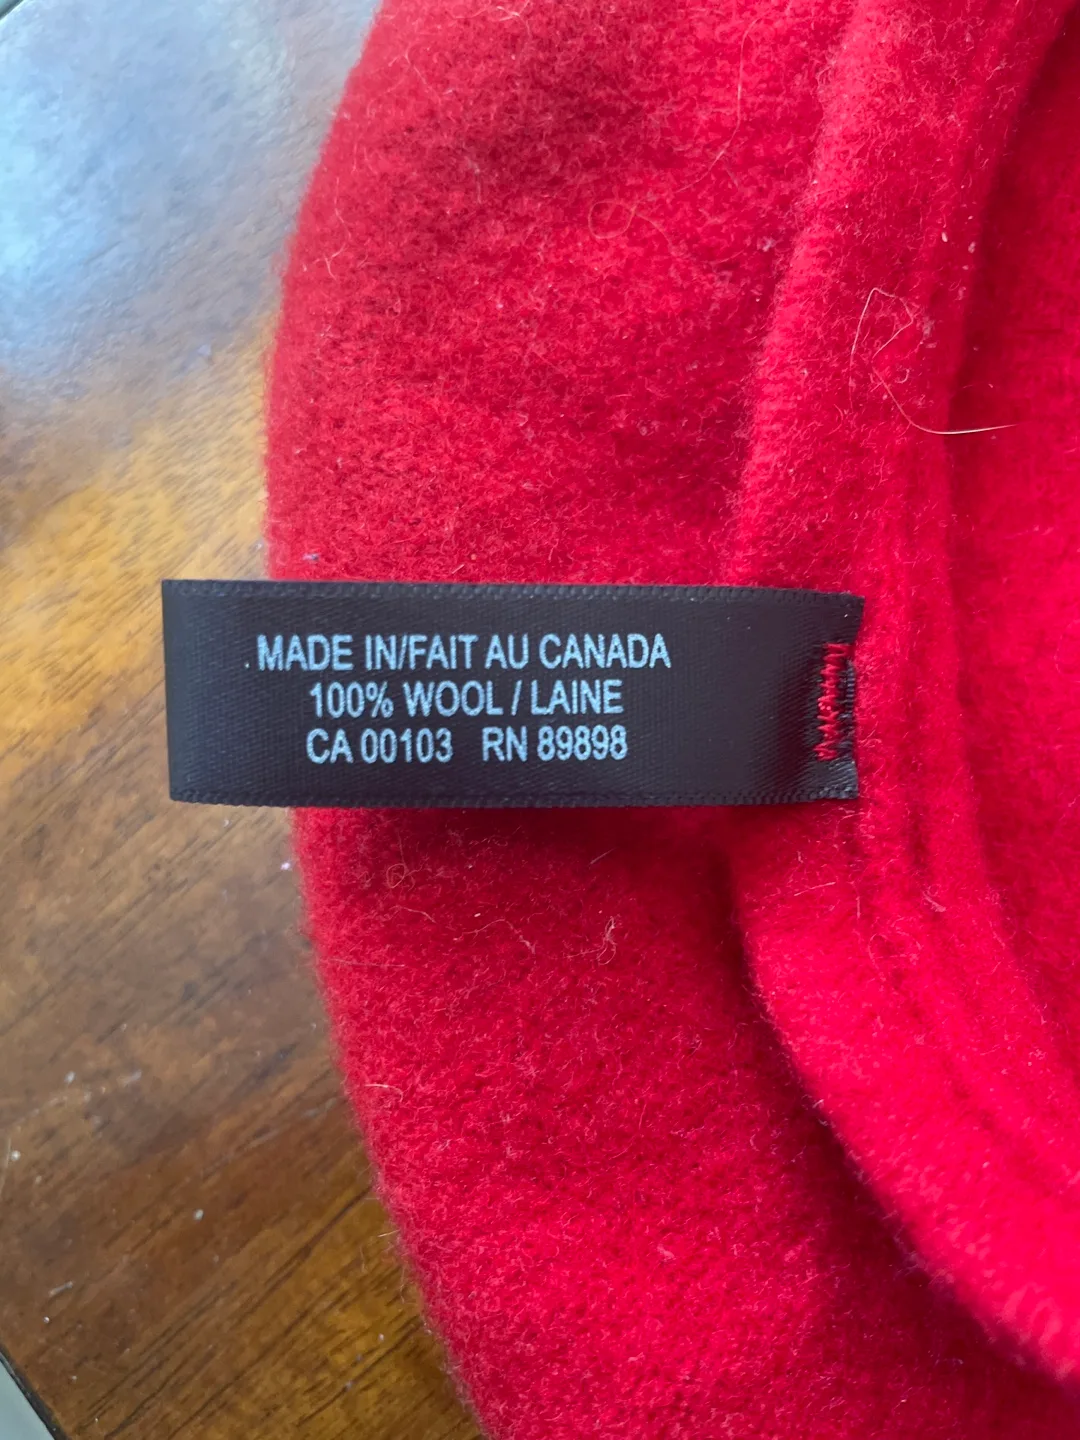 MADE IN/FAIT AU CANADA
100% WOOL / LAINE
CA 00103 RN 89898